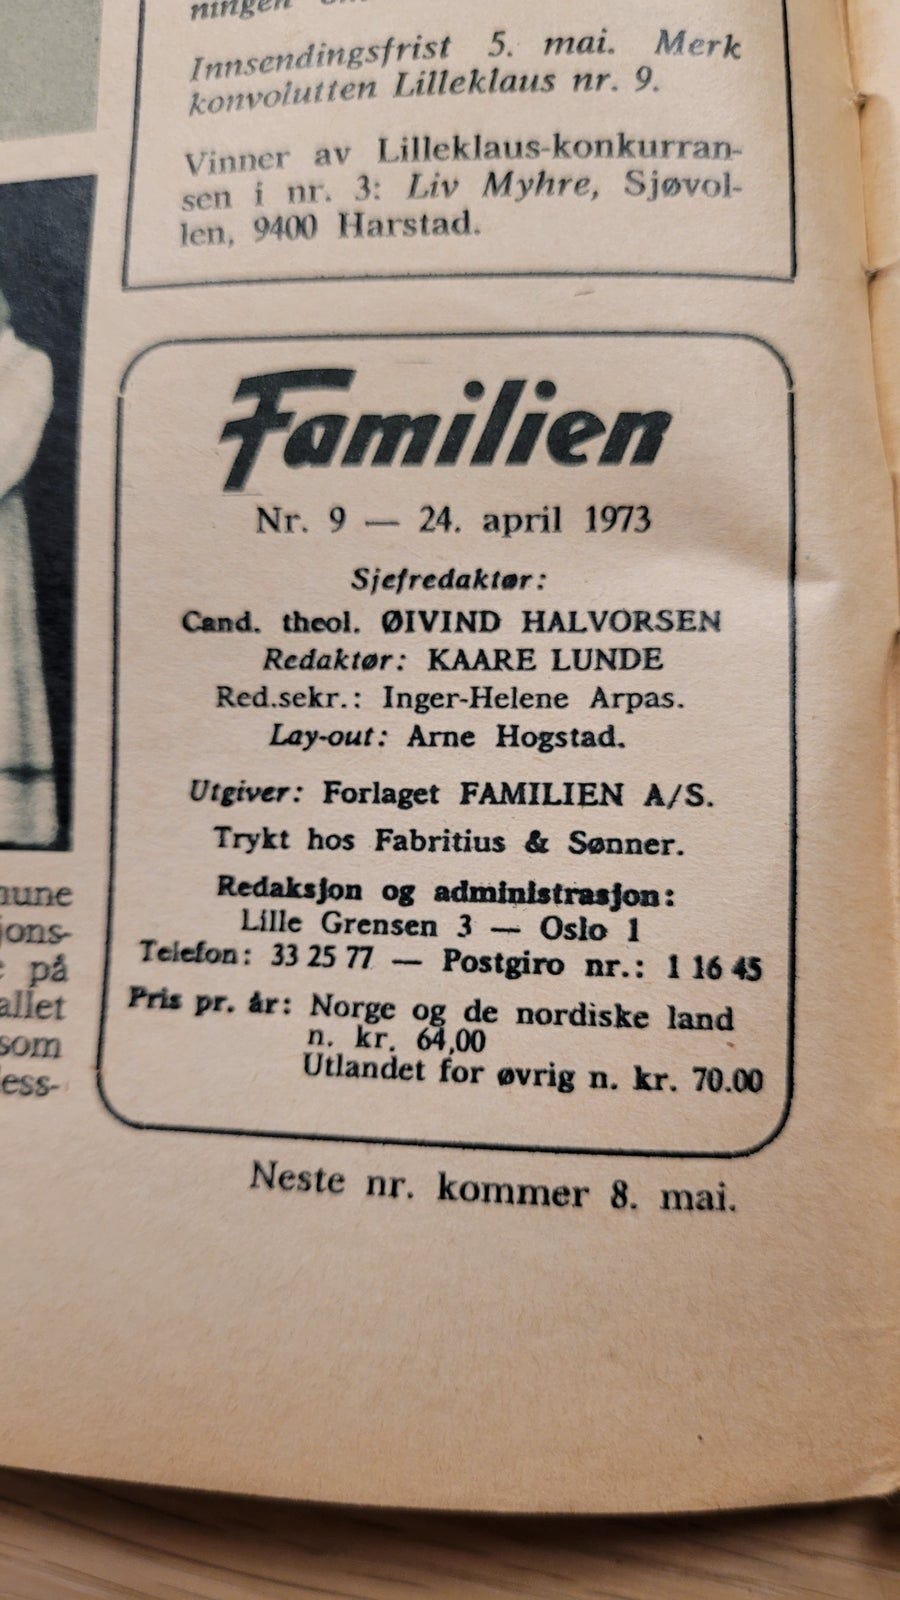 ningen
Innsendingsfrist 5. mai. Merk
konvolutten Lilleklaus nr. 9.
Vinner av Lilleklaus-konkurran-
sen i nr. 3: Liv Myhre, Sjøvol-
len, 9400 Harstad.
Familien
Nr. 9 — 24. april 1973
Sjefredaktør:
Cand. theol. ØIVIND HALVORSEN
Redaktør: KAARE LUNDE
Red.sekr.: Inger-Helene Arpas.
Lay-out: Arne Hogstad.
Utgiver: Forlaget FAMILIEN A/S.
Trykt hos Fabritius & Sønner.
Redaksjon og administrasjon:
Lille Grensen 3 — Oslo 1
Telefon: 33 25 77 — Postgiro nr.: 1 16 45
Pris pr. år: Norge og de nordiske land
n. kr. 64,00
Utlandet for øvrig n. kr. 70.00
Neste nr. kommer 8. mai.
på
som